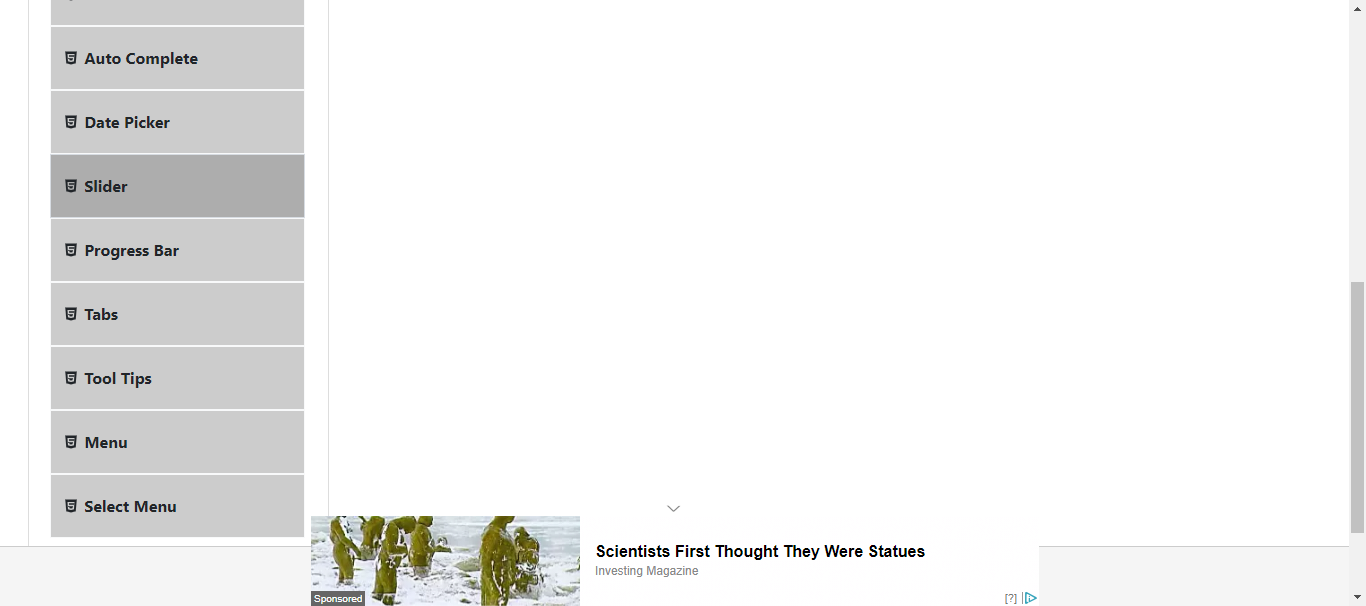 Auto Complete
Date Picker
Slider
Progress Bar
Tabs
Tool Tips
Menu
Select Menu
Scientists First Thought They Were Statues
Investing Magazine
Sponsored
[?]